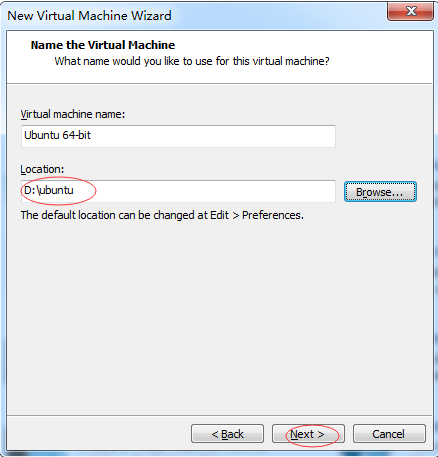 New Virtual Machine Wizard
Name the Virtual Machine
What name would you like to use for this virtual machine?
Virtual machine name:
Ubuntu 64-bit
Location:
D:\ubuntu
Browse...
The default location can be changed at Edit > Preferences.
< Back Next > Cancel